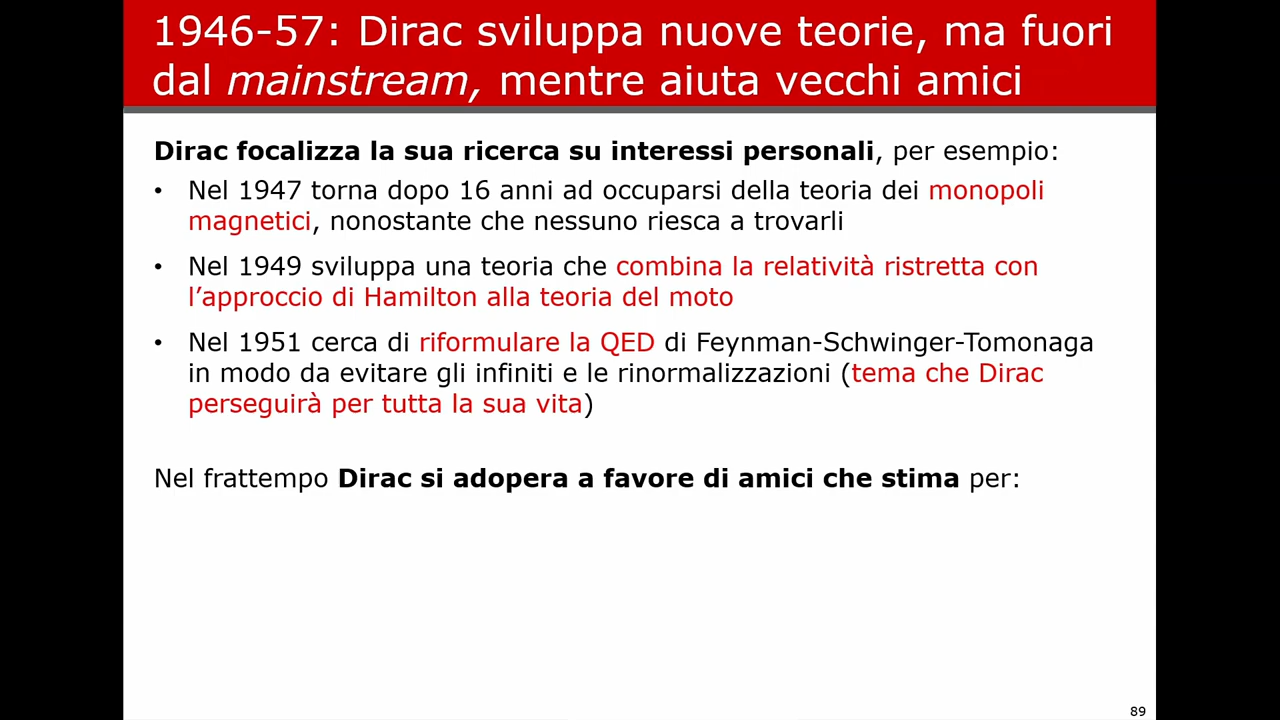 1946-57: Dirac sviluppa nuove teorie, ma fuori
dal mainstream, mentre aiuta vecchi amici
Dirac focalizza la sua ricerca su interessi personali, per esempio:
• Nel 1947 torna dopo 16 anni ad occuparsi della teoria dei monopoli
magnetici, nonostante che nessuno riesca a trovarli
• Nel 1949 sviluppa una teoria che combina la relatività ristretta con
l’approccio di Hamilton alla teoria del moto
• Nel 1951 cerca di riformulare la QED di Feynman-Schwinger-Tomonaga
in modo da evitare gli infiniti e le rinormalizzazioni (tema che Dirac
perseguirà per tutta la sua vita)
Nel frattempo Dirac si adopera a favore di amici che stima per:
89